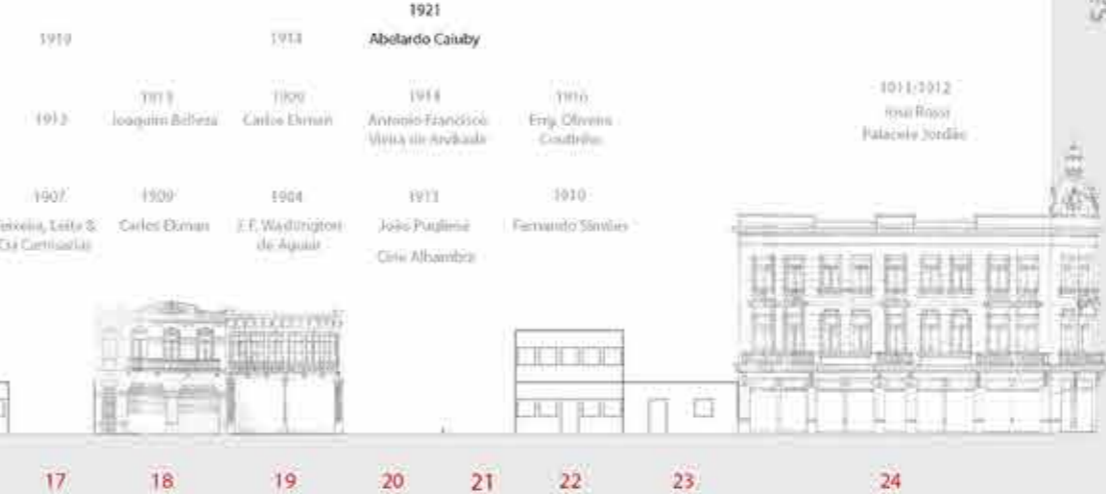 1921
Abelardo Caiuby
1910
1914
1913
1909
1914
1916
1911-1912
1912
Joaquim Belleza
Carlos Ekman
Antonio Francisco
Vieira de Andrade
Eng. Oliveira
Coutinho
José Rossi
Palacete Jordão
1907
1909
1904
1913
1910
Leite &
Carlos Ekman
J.F. Washington
de Aguiar
João Pugliese
Fernando Simões
Cia
Cine Alhambra
17
18
19
20
21
22
23
24